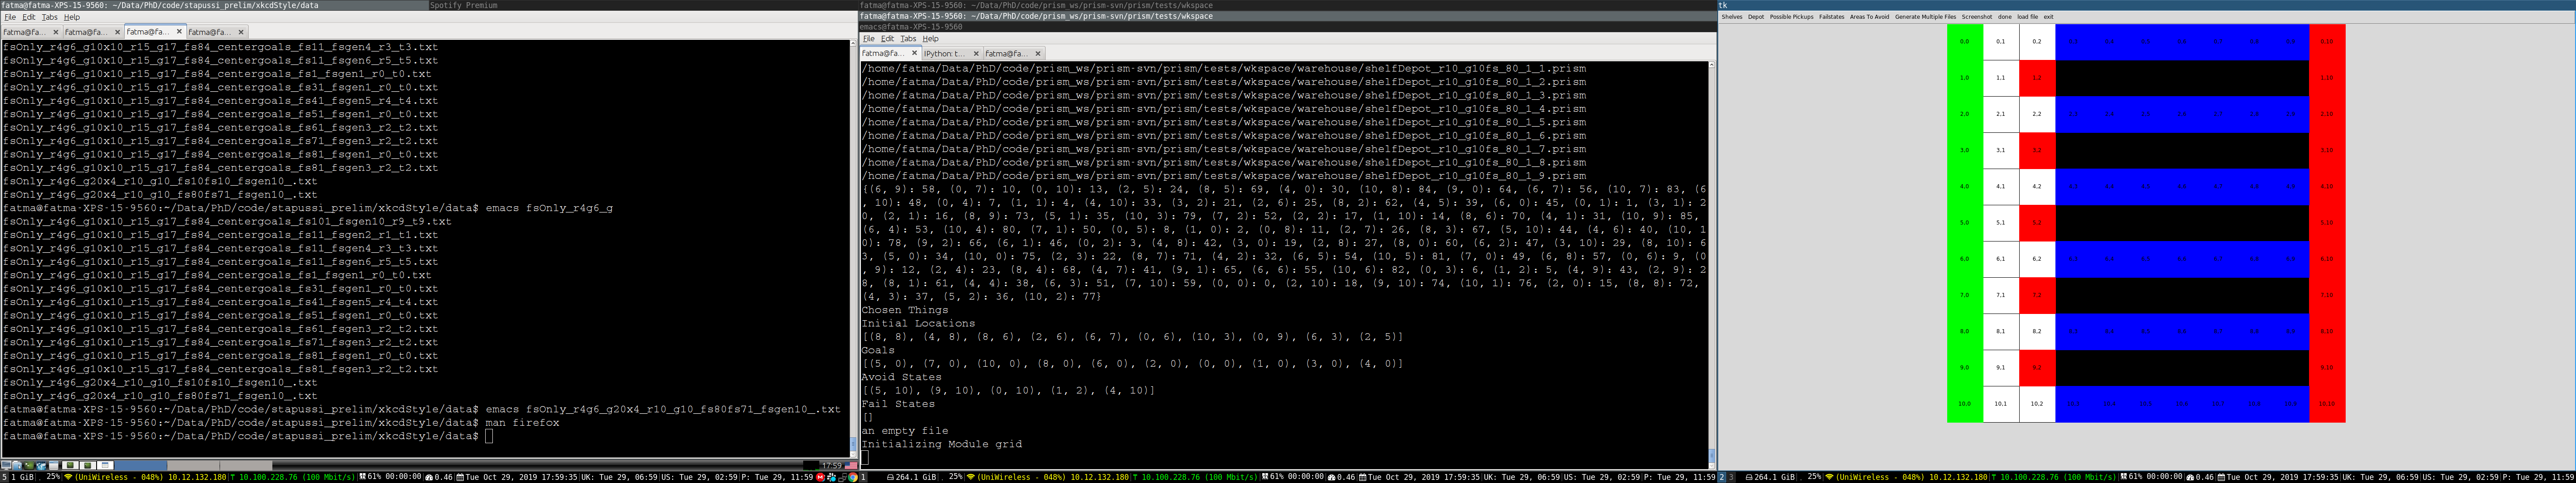 fatma@fatma-XPS-15-9560: ~/Data/PhD/code/stapussi_prelim/xkcdStyle/data
Spotify Premium
File Edit Tabs Help
fatma@fa... fatma@fa... fatma@fa... fatma@fa...
fsOnly_r4g6_g10x10_r15_g17_fs84_centergoals_fs11_fsgen4_r3_t3.txt
fsOnly_r4g6_g10x10_r15_g17_fs84_centergoals_fs11_fsgen6_r5_t5.txt
fsOnly_r4g6_g10x10_r15_g17_fs84_centergoals_fs1_fsgen1_r0_t0.txt
fsOnly_r4g6_g10x10_r15_g17_fs84_centergoals_fs31_fsgen1_r0_t0.txt
fsOnly_r4g6_g10x10_r15_g17_fs84_centergoals_fs41_fsgen5_r4_t4.txt
fsOnly_r4g6_g10x10_r15_g17_fs84_centergoals_fs51_fsgen1_r0_t0.txt
fsOnly_r4g6_g10x10_r15_g17_fs84_centergoals_fs61_fsgen3_r2_t2.txt
fsOnly_r4g6_g10x10_r15_g17_fs84_centergoals_fs71_fsgen3_r2_t2.txt
fsOnly_r4g6_g10x10_r15_g17_fs84_centergoals_fs81_fsgen1_r0_t0.txt
fsOnly_r4g6_g10x10_r15_g17_fs84_centergoals_fs81_fsgen3_r2_t2.txt
fsOnly_r4g6_g20x4_r10_g10_fs10fs10_fsgen10_.txt
fsOnly_r4g6_g20x4_r10_g10_fs80fs71_fsgen10_.txt
fatma@fatma-XPS-15-9560:~/Data/PhD/code/stapussi_prelim/xkcdStyle/data$ emacs fsOnly_r4g6_g
fsOnly_r4g6_g10x10_r15_g17_fs84_centergoals_fs101_fsgen10_r9_t9.txt
fsOnly_r4g6_g10x10_r15_g17_fs84_centergoals_fs11_fsgen2_r1_t1.txt
fsOnly_r4g6_g10x10_r15_g17_fs84_centergoals_fs11_fsgen4_r3_t3.txt
fsOnly_r4g6_g10x10_r15_g17_fs84_centergoals_fs11_fsgen6_r5_t5.txt
fsOnly_r4g6_g10x10_r15_g17_fs84_centergoals_fs1_fsgen1_r0_t0.txt
fsOnly_r4g6_g10x10_r15_g17_fs84_centergoals_fs31_fsgen1_r0_t0.txt
fsOnly_r4g6_g10x10_r15_g17_fs84_centergoals_fs41_fsgen5_r4_t4.txt
fsOnly_r4g6_g10x10_r15_g17_fs84_centergoals_fs51_fsgen1_r0_t0.txt
fsOnly_r4g6_g10x10_r15_g17_fs84_centergoals_fs61_fsgen3_r2_t2.txt
fsOnly_r4g6_g10x10_r15_g17_fs84_centergoals_fs71_fsgen3_r2_t2.txt
fsOnly_r4g6_g10x10_r15_g17_fs84_centergoals_fs81_fsgen1_r0_t0.txt
fsOnly_r4g6_g10x10_r15_g17_fs84_centergoals_fs81_fsgen3_r2_t2.txt
fsOnly_r4g6_g20x4_r10_g10_fs10fs10_fsgen10_.txt
fsOnly_r4g6_g20x4_r10_g10_fs80fs71_fsgen10_.txt
fatma@fatma-XPS-15-9560:~/Data/PhD/code/stapussi_prelim/xkcdStyle/data$ emacs fsOnly_r4g6_g20x4_r10_g10_fs80fs71_fsgen10_.txt
fatma@fatma-XPS-15-9560:~/Data/PhD/code/stapussi_prelim/xkcdStyle/data$ man firefox
fatma@fatma-XPS-15-9560:~/Data/PhD/code/stapussi_prelim/xkcdStyle/data$
17:59
5 1 GiB 25% (UniWireless - 048%) 10.12.132.180 10.100.228.76 (100 Mbit/s) 61% 00:00:00 0.46 Tue Oct 29, 2019 17:59:35 UK: Tue 29, 06:59 US: Tue 29, 02:59 P: Tue 29, 11:59
fatma@fatma-XPS-15-9560: ~/Data/PhD/code/prism_ws/prism-svn/prism/tests/wkspace
fatma@fatma-XPS-15-9560: ~/Data/PhD/code/prism_ws/prism-svn/prism/tests/wkspace
emacs@fatma-XPS-15-9560
File Edit Tabs Help
fatma@fa... IPython: t... fatma@fa...
/home/fatma/Data/PhD/code/prism_ws/prism-svn/prism/tests/wkspace/warehouse/shelfDepot_r10_g10fs_80_1_1.prism
/home/fatma/Data/PhD/code/prism_ws/prism-svn/prism/tests/wkspace/warehouse/shelfDepot_r10_g10fs_80_1_2.prism
/home/fatma/Data/PhD/code/prism_ws/prism-svn/prism/tests/wkspace/warehouse/shelfDepot_r10_g10fs_80_1_3.prism
/home/fatma/Data/PhD/code/prism_ws/prism-svn/prism/tests/wkspace/warehouse/shelfDepot_r10_g10fs_80_1_4.prism
/home/fatma/Data/PhD/code/prism_ws/prism-svn/prism/tests/wkspace/warehouse/shelfDepot_r10_g10fs_80_1_5.prism
/home/fatma/Data/PhD/code/prism_ws/prism-svn/prism/tests/wkspace/warehouse/shelfDepot_r10_g10fs_80_1_6.prism
/home/fatma/Data/PhD/code/prism_ws/prism-svn/prism/tests/wkspace/warehouse/shelfDepot_r10_g10fs_80_1_7.prism
/home/fatma/Data/PhD/code/prism_ws/prism-svn/prism/tests/wkspace/warehouse/shelfDepot_r10_g10fs_80_1_8.prism
/home/fatma/Data/PhD/code/prism_ws/prism-svn/prism/tests/wkspace/warehouse/shelfDepot_r10_g10fs_80_1_9.prism
{(6, 9): 58, (0, 7): 10, (0, 10): 13, (2, 5): 24, (8, 5): 69, (4, 0): 30, (10, 8): 84, (9, 0): 64, (6, 7): 56, (10, 7): 83, (6
, 10): 48, (0, 4): 7, (1, 1): 4, (4, 10): 33, (3, 2): 21, (2, 6): 25, (8, 2): 62, (4, 5): 39, (6, 0): 45, (0, 1): 1, (3, 1): 2
0, (2, 1): 16, (8, 9): 73, (5, 1): 35, (10, 3): 79, (7, 2): 52, (2, 2): 17, (1, 10): 14, (8, 6): 70, (4, 1): 31, (10, 9): 85,
(6, 4): 53, (10, 4): 80, (7, 1): 50, (0, 5): 8, (1, 0): 2, (0, 8): 11, (2, 7): 26, (8, 3): 67, (5, 10): 44, (4, 6): 40, (10, 1
0): 78, (9, 2): 66, (6, 1): 46, (0, 2): 3, (4, 8): 42, (3, 0): 19, (2, 8): 27, (8, 0): 60, (6, 2): 47, (3, 10): 29, (8, 10): 6
3, (5, 0): 34, (10, 0): 75, (2, 3): 22, (8, 7): 71, (4, 2): 32, (6, 5): 54, (10, 5): 81, (7, 0): 49, (6, 8): 57, (0, 6): 9, (0
, 9): 12, (2, 4): 23, (8, 4): 68, (4, 7): 41, (9, 1): 65, (6, 6): 55, (10, 6): 82, (0, 3): 6, (1, 2): 5, (4, 9): 43, (2, 9): 2
8, (8, 1): 61, (4, 4): 38, (6, 3): 51, (7, 10): 59, (0, 0): 0, (2, 10): 18, (9, 10): 74, (10, 1): 76, (2, 0): 15, (8, 8): 72,
(4, 3): 37, (5, 2): 36, (10, 2): 77}
Chosen Things
Initial Locations
[(8, 8), (4, 8), (8, 6), (2, 6), (6, 7), (0, 6), (10, 3), (0, 9), (6, 3), (2, 5)]
Goals
[(5, 0), (7, 0), (10, 0), (8, 0), (6, 0), (2, 0), (0, 0), (1, 0), (3, 0), (4, 0)]
Avoid States
[(5, 10), (9, 10), (0, 10), (1, 2), (4, 10)]
Fail States
[]
an empty file
Initializing Module grid
1 264.1 GiB 25% (UniWireless - 048%) 10.12.132.180 10.100.228.76 (100 Mbit/s) 61% 00:00:00 0.46 Tue Oct 29, 2019 17:59:35 UK: Tue 29, 06:59 US: Tue 29, 02:59 P: Tue 29, 11:59
tk
Shelves Depot Possible Pickups Failstates Areas To Avoid Generate Multiple Files Screenshot done load file exit
0,0 0,1 0,2 0,10
1,0 1,1 1,2 1,10
2,0 2,1 2,2 2,10
3,0 3,1 3,2 3,10
4,0 4,1 4,2 4,10
5,0 5,1 5,2 5,10
6,0 6,1 6,2 6,10
7,0 7,1 7,2 7,10
8,0 8,1 8,2 8,10
9,0 9,1 9,2 9,10
10,0 10,1 10,2 10,10
2 3 264.1 GiB 25% (UniWireless - 048%) 10.12.132.180 10.100.228.76 (100 Mbit/s) 61% 00:00:00 0.46 Tue Oct 29, 2019 17:59:35 UK: Tue 29, 06:59 US: Tue 29, 02:59 P: Tue 29, 11:59